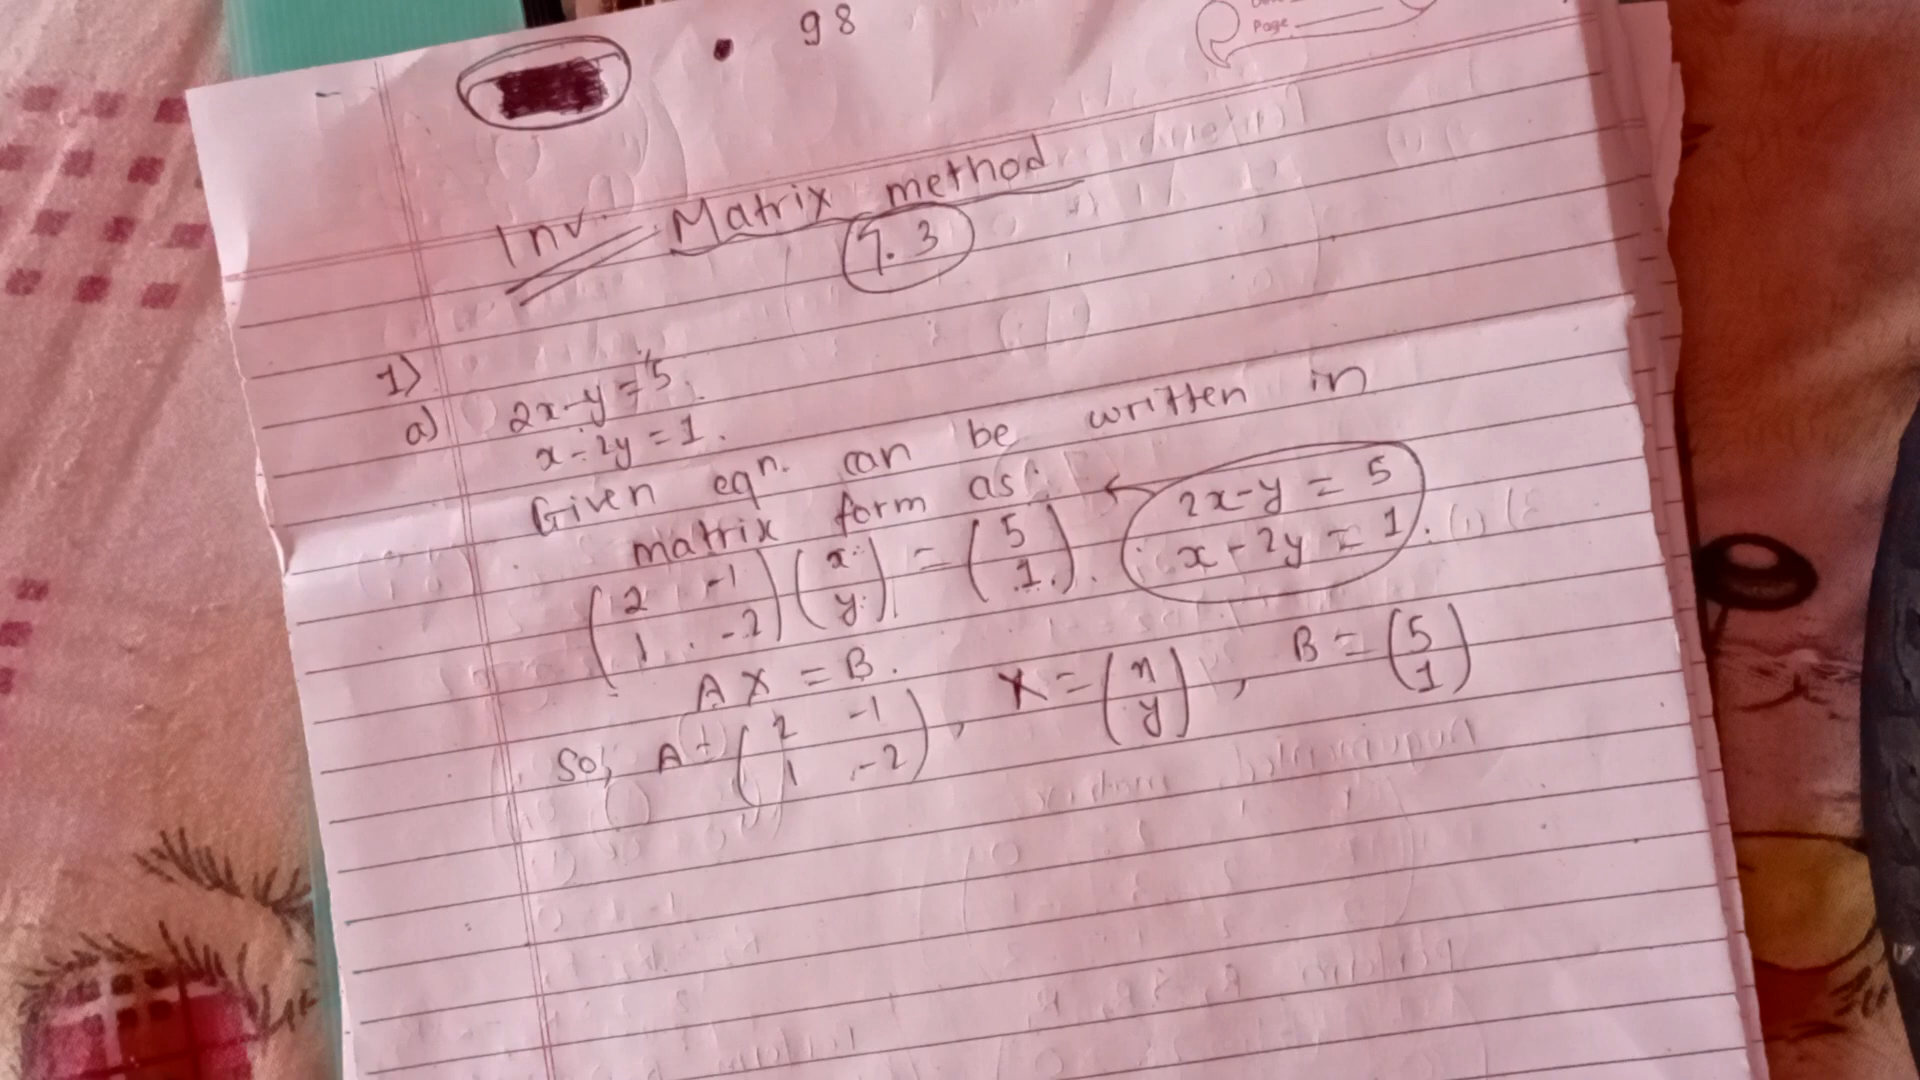 98
Page
Inv. Matrix method
7.3
1)
a) 2x-y = 5.
x-2y = 1.
Given eqn. can be written in
matrix form as:
2x-y = 5
x-2y = 1.
(2 -1
1 -2) (x
y) = (5
1).
AX = B.
So, A = (2 -1
1 -2), X = (x
y), B = (5
1)